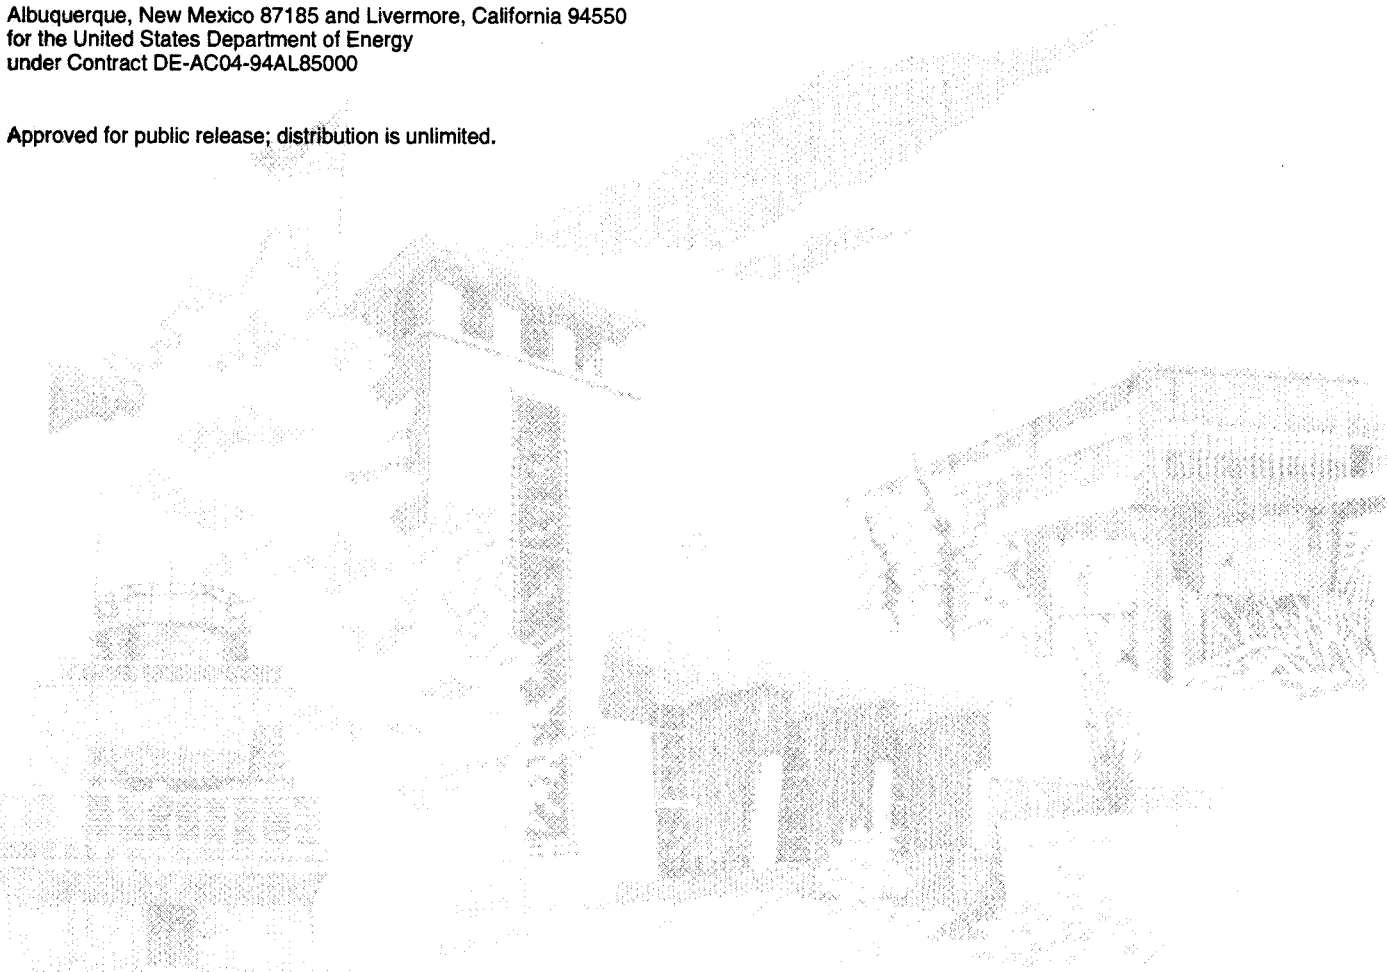 Albuquerque, New Mexico 87185 and Livermore, California 94550
for the United States Department of Energy
under Contract DE-AC04-94AL85000
Approved for public release; distribution is unlimited.